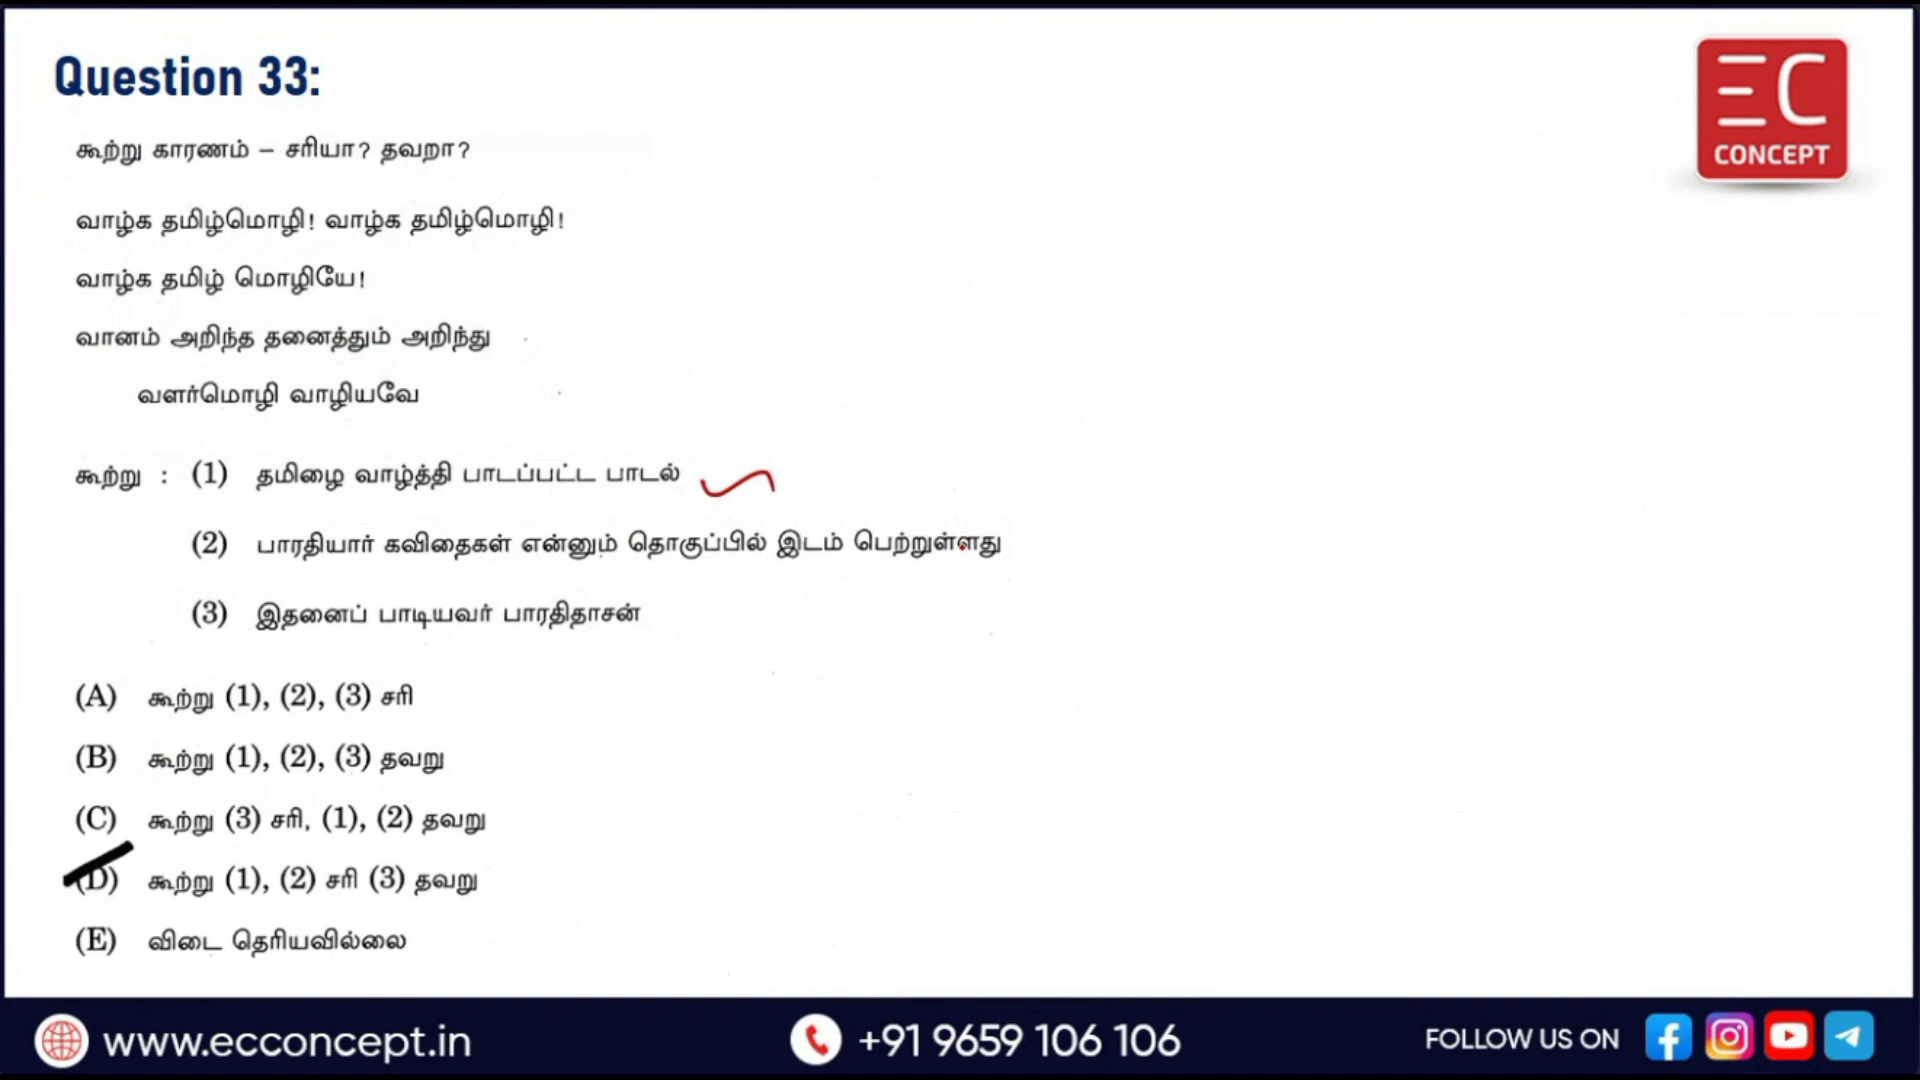 Question 33:
EC
CONCEPT
கூற்று காரணம் – சரியா? தவறா?
வாழ்க தமிழ்மொழி! வாழ்க தமிழ்மொழி!
வாழ்க தமிழ் மொழியே!
வானம் அறிந்த தனைத்தும் அறிந்து
வளர்மொழி வாழியவே
கூற்று : (1) தமிழை வாழ்த்தி பாடப்பட்ட பாடல்
(2) பாரதியார் கவிதைகள் என்னும் தொகுப்பில் இடம் பெற்றுள்ளது
(3) இதனைப் பாடியவர் பாரதிதாசன்
(A) கூற்று (1), (2), (3) சரி
(B) கூற்று (1), (2), (3) தவறு
(C) கூற்று (3) சரி, (1), (2) தவறு
(D) கூற்று (1), (2) சரி (3) தவறு
(E) விடை தெரியவில்லை
www.ecconcept.in +91 9659 106 106 FOLLOW US ON